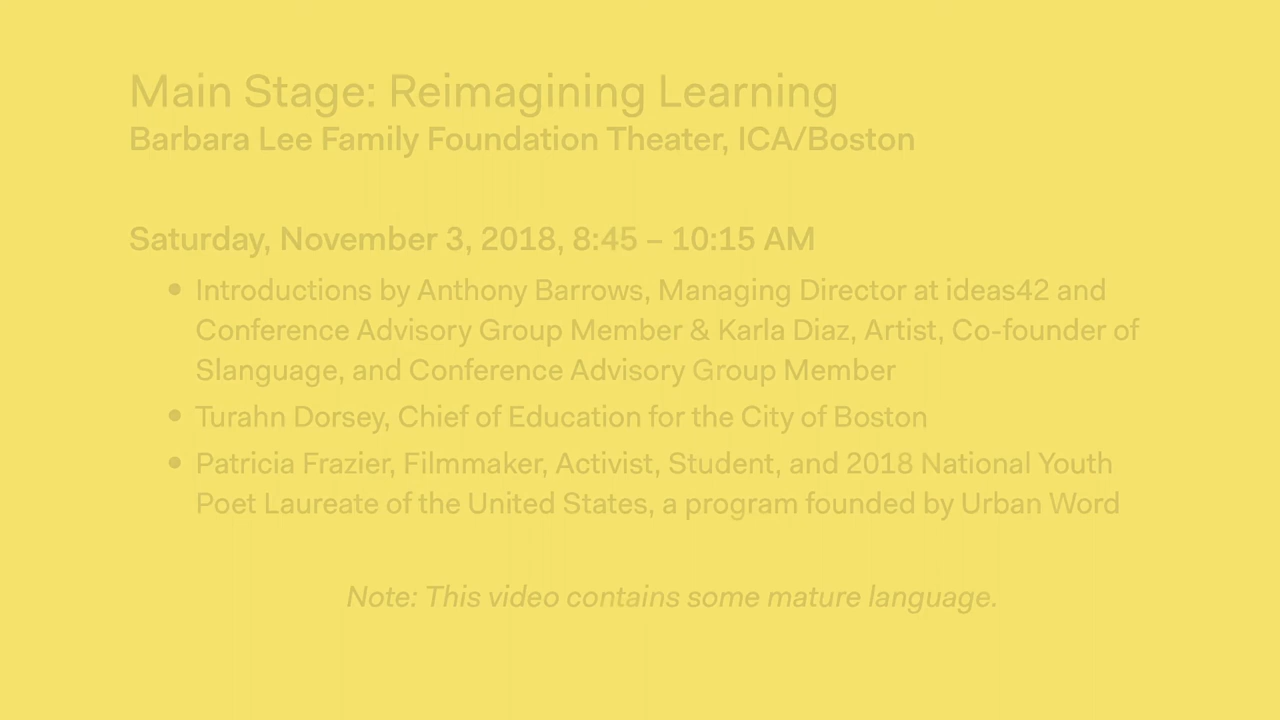 Main Stage: Reimagining Learning
Barbara Lee Family Foundation Theater, ICA/Boston
Saturday, November 3, 2018, 8:45 – 10:15 AM
• Introductions by Anthony Barrows, Managing Director at ideas42 and
Conference Advisory Group Member & Karla Diaz, Artist, Co-founder of
Slanguage, and Conference Advisory Group Member
• Turahn Dorsey, Chief of Education for the City of Boston
• Patricia Frazier, Filmmaker, Activist, Student, and 2018 National Youth
Poet Laureate of the United States, a program founded by Urban Word
Note: This video contains some mature language.